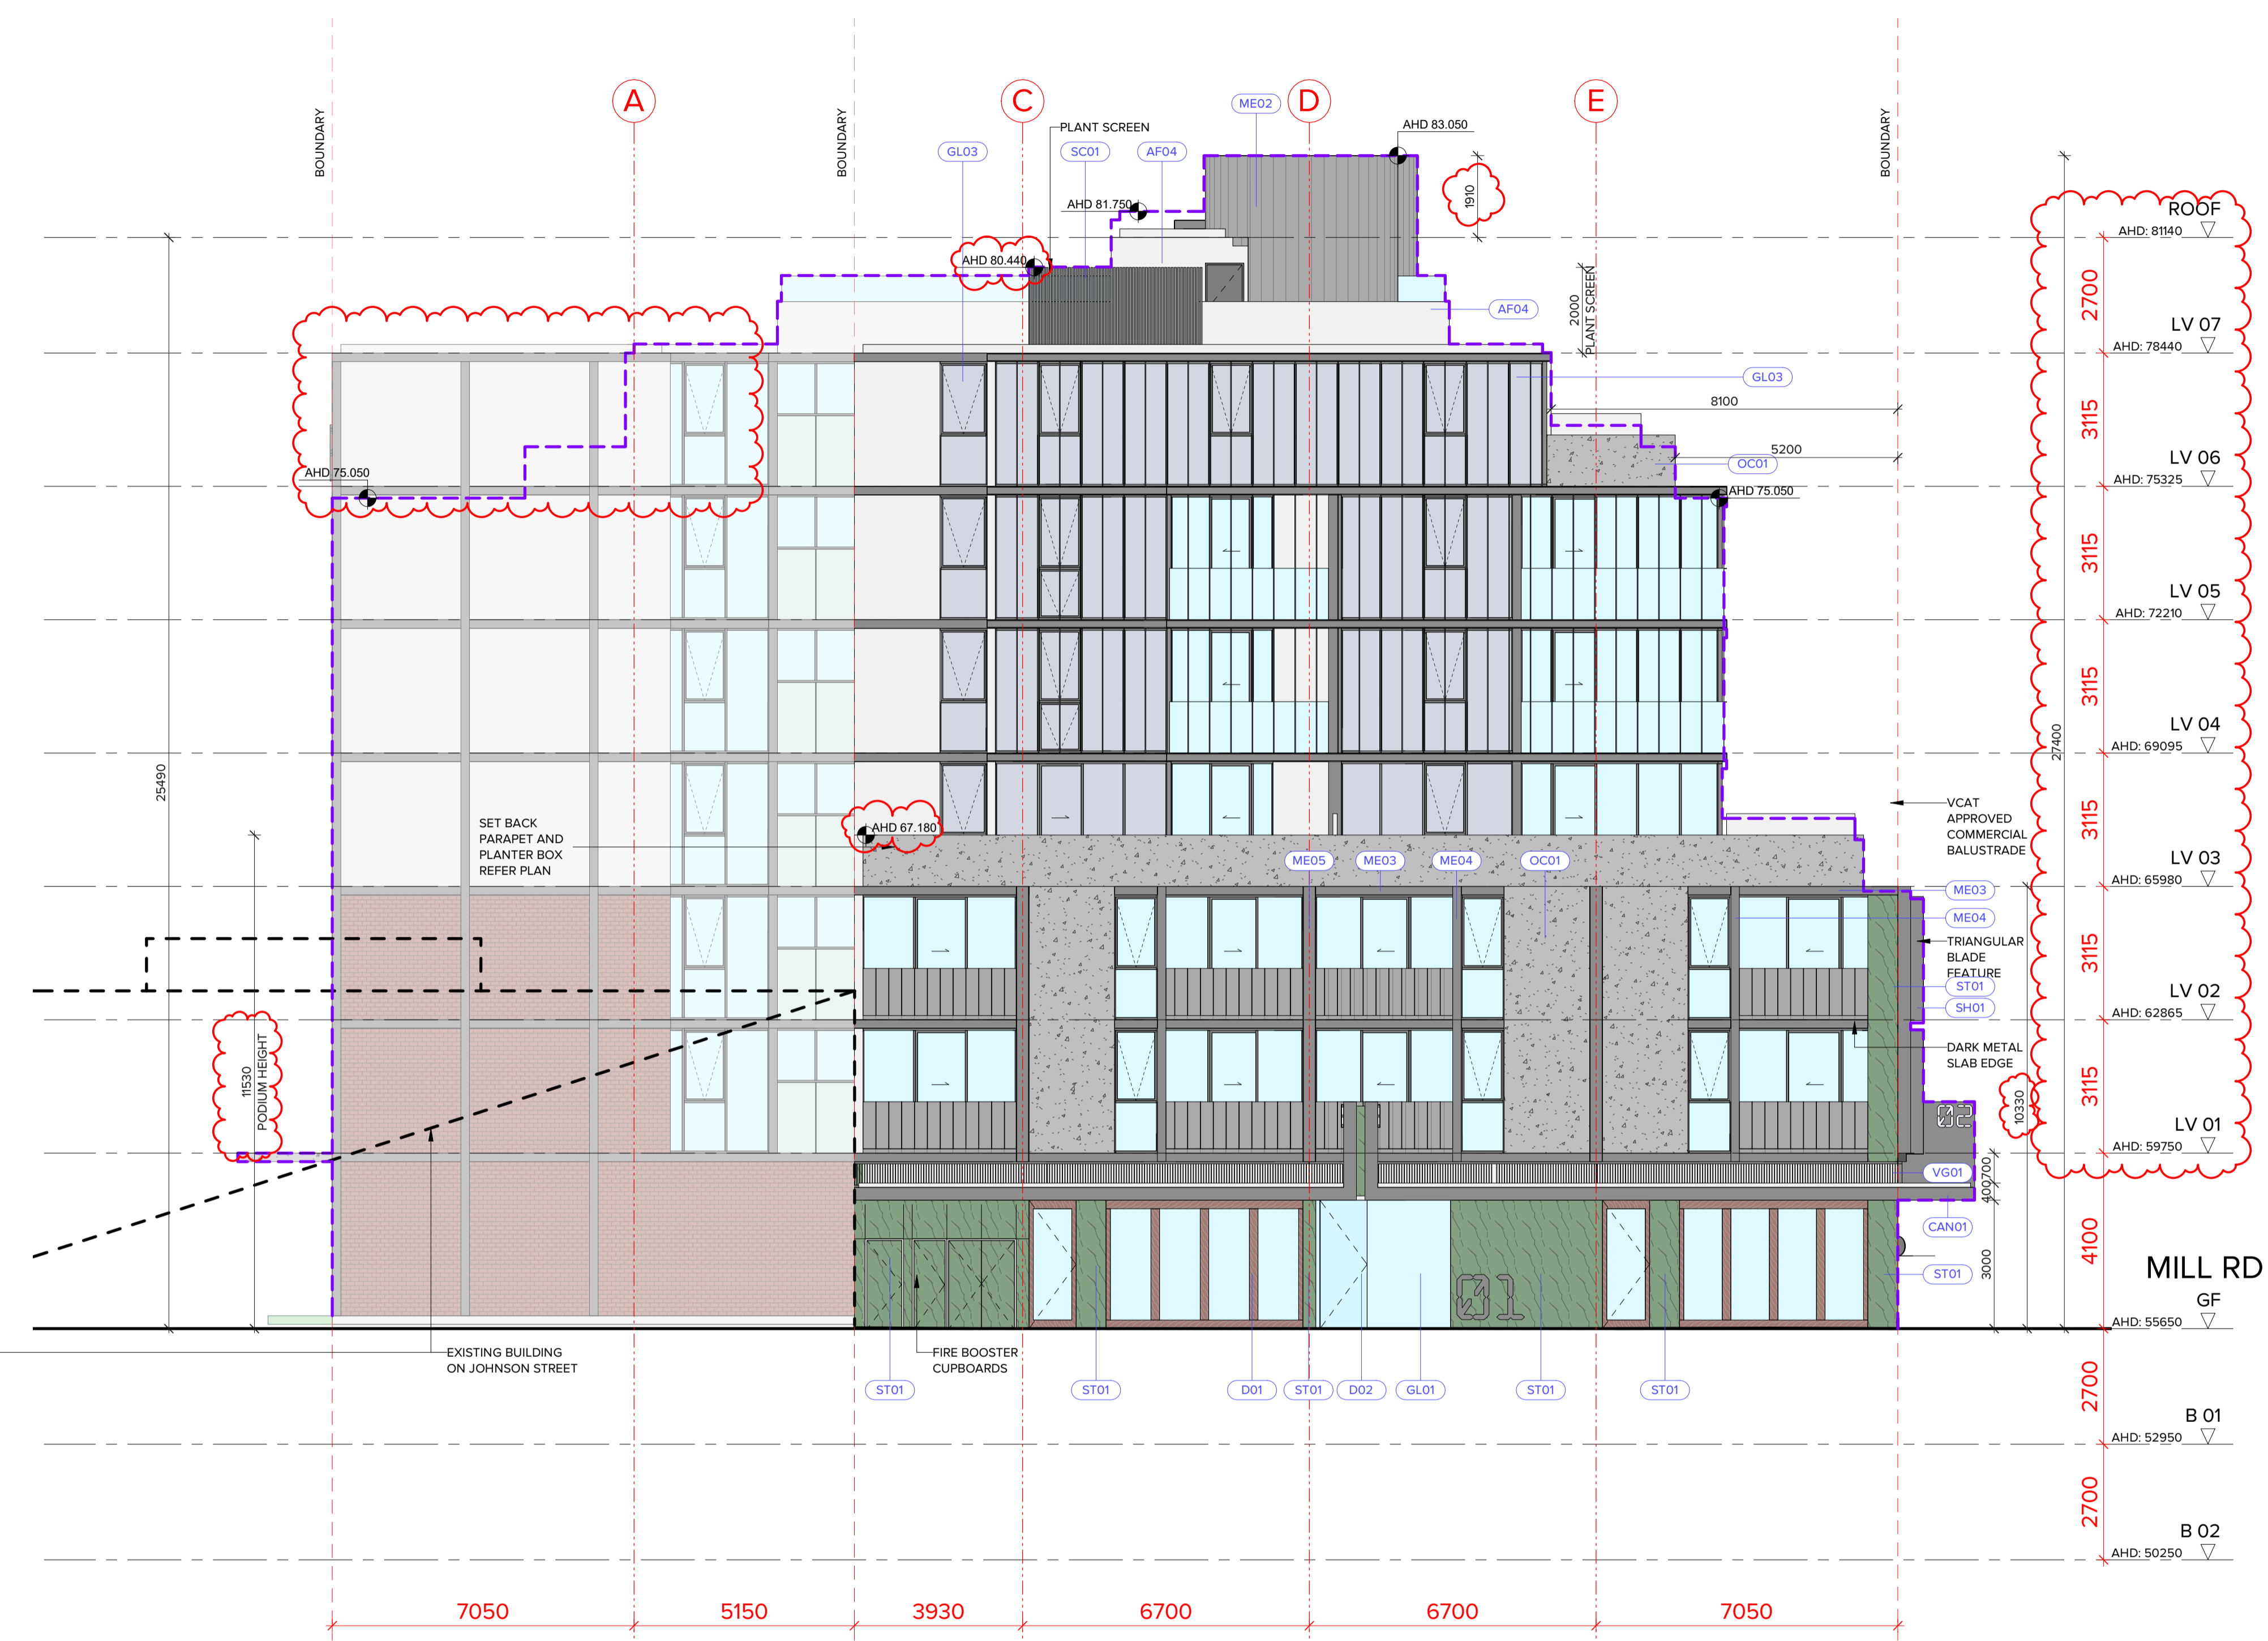 BOUNDARY
A
BOUNDARY
C
D
E
BOUNDARY
ME02
AHD 83.050
PLANT SCREEN
GL03
SC01
AF04
1910
AHD 81.750
AHD 80.440
ROOF
AHD: 81140
2700
2000
PLANT SCREEN
AF04
LV 07
AHD: 78440
GL03
8100
3115
5200
OC01
LV 06
AHD: 75325
AHD 75.050
AHD 75.050
3115
LV 05
AHD: 72210
3115
LV 04
AHD: 69095
25490
27400
SET BACK
PARAPET AND
PLANTER BOX
REFER PLAN
AHD 67.180
VCAT
APPROVED
COMMERCIAL
BALUSTRADE
3115
ME05
ME03
ME04
OC01
LV 03
AHD: 65980
ME03
ME04
TRIANGULAR
BLADE
FEATURE
3115
ST01
SH01
LV 02
AHD: 62865
DARK METAL
SLAB EDGE
11530
PODIUM HEIGHT
3115
10330
02
LV 01
AHD: 59750
700
VG01
400
CAN01
4100
3000
ST01
01
MILL RD
GF
AHD: 55650
EXISTING BUILDING
ON JOHNSON STREET
FIRE BOOSTER
CUPBOARDS
ST01
ST01
D01
ST01
D02
GL01
ST01
ST01
2700
B 01
AHD: 52950
2700
B 02
AHD: 50250
7050
5150
3930
6700
6700
7050